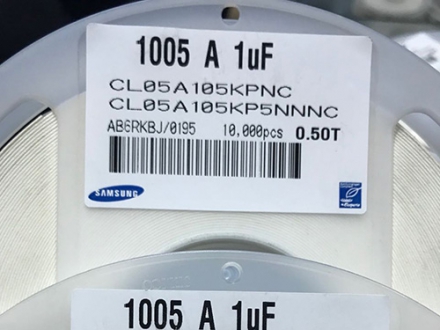 1005 A 1uF
CL05A105KPNC
CL05A105KP5NNNC
AB6RKBJ/0195 10,000pcs 0.50T
SAMSUNG
1005 A 1uF